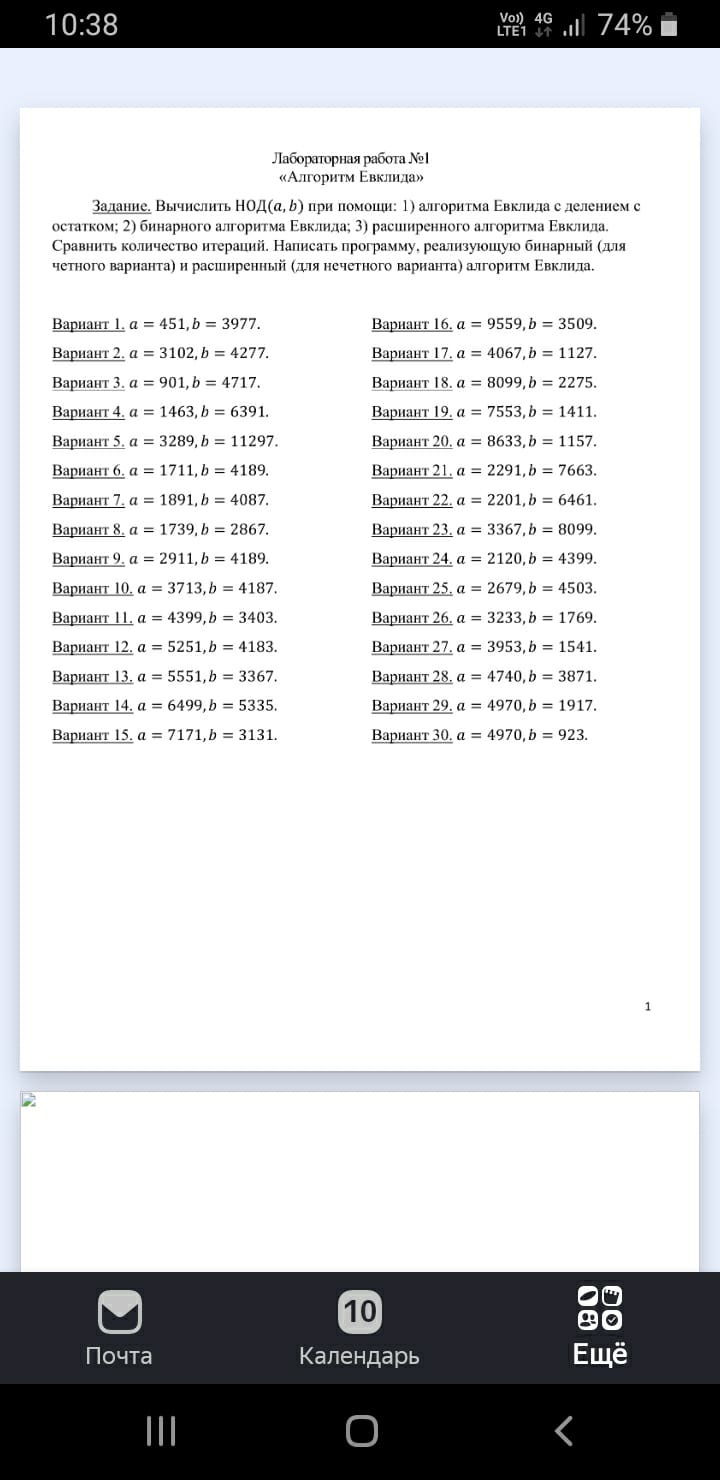 10:38
Vo)) 4G
LTE1 74%
Лабораторная работа №1
«Алгоритм Евклида»
Задание. Вычислить НОД(a, b) при помощи: 1) алгоритма Евклида с делением с
остатком; 2) бинарного алгоритма Евклида; 3) расширенного алгоритма Евклида.
Сравнить количество итераций. Написать программу, реализующую бинарный (для
четного варианта) и расширенный (для нечетного варианта) алгоритм Евклида.
Вариант 1. a = 451, b = 3977.
Вариант 2. a = 3102, b = 4277.
Вариант 3. a = 901, b = 4717.
Вариант 4. a = 1463, b = 6391.
Вариант 5. a = 3289, b = 11297.
Вариант 6. a = 1711, b = 4189.
Вариант 7. a = 1891, b = 4087.
Вариант 8. a = 1739, b = 2867.
Вариант 9. a = 2911, b = 4189.
Вариант 10. a = 3713, b = 4187.
Вариант 11. a = 4399, b = 3403.
Вариант 12. a = 5251, b = 4183.
Вариант 13. a = 5551, b = 3367.
Вариант 14. a = 6499, b = 5335.
Вариант 15. a = 7171, b = 3131.
Вариант 16. a = 9559, b = 3509.
Вариант 17. a = 4067, b = 1127.
Вариант 18. a = 8099, b = 2275.
Вариант 19. a = 7553, b = 1411.
Вариант 20. a = 8633, b = 1157.
Вариант 21. a = 2291, b = 7663.
Вариант 22. a = 2201, b = 6461.
Вариант 23. a = 3367, b = 8099.
Вариант 24. a = 2120, b = 4399.
Вариант 25. a = 2679, b = 4503.
Вариант 26. a = 3233, b = 1769.
Вариант 27. a = 3953, b = 1541.
Вариант 28. a = 4740, b = 3871.
Вариант 29. a = 4970, b = 1917.
Вариант 30. a = 4970, b = 923.
1
10
Почта
Календарь
Ещё